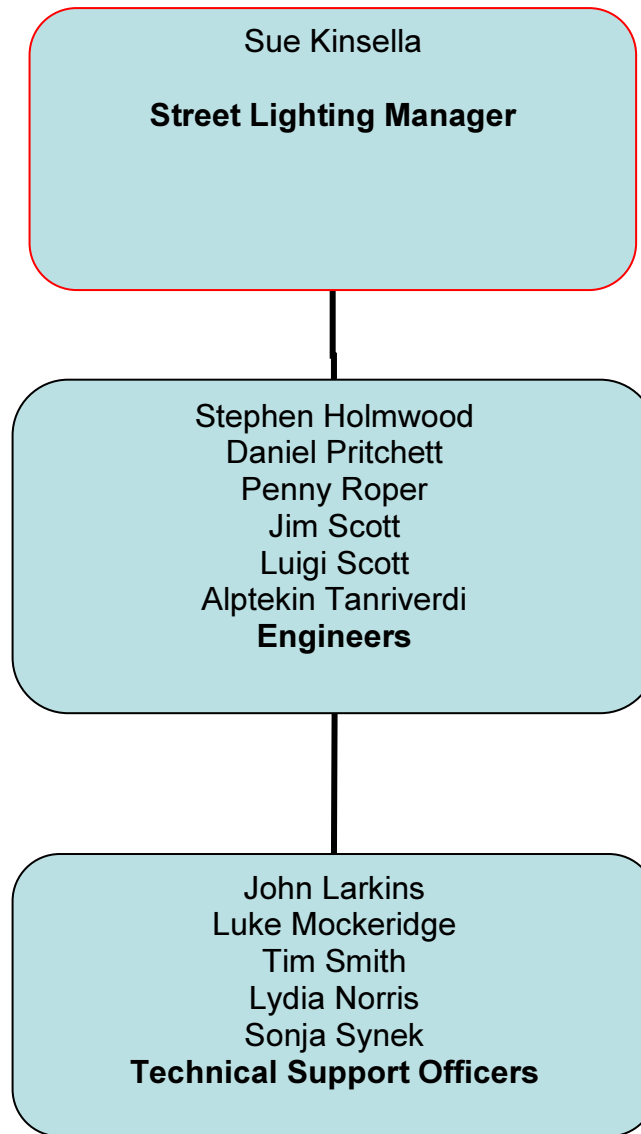 Sue Kinsella
Street Lighting Manager
Stephen Holmwood
Daniel Pritchett
Penny Roper
Jim Scott
Luigi Scott
Alptekin Tanriverdi
Engineers
John Larkins
Luke Mockeridge
Tim Smith
Lydia Norris
Sonja Synek
Technical Support Officers